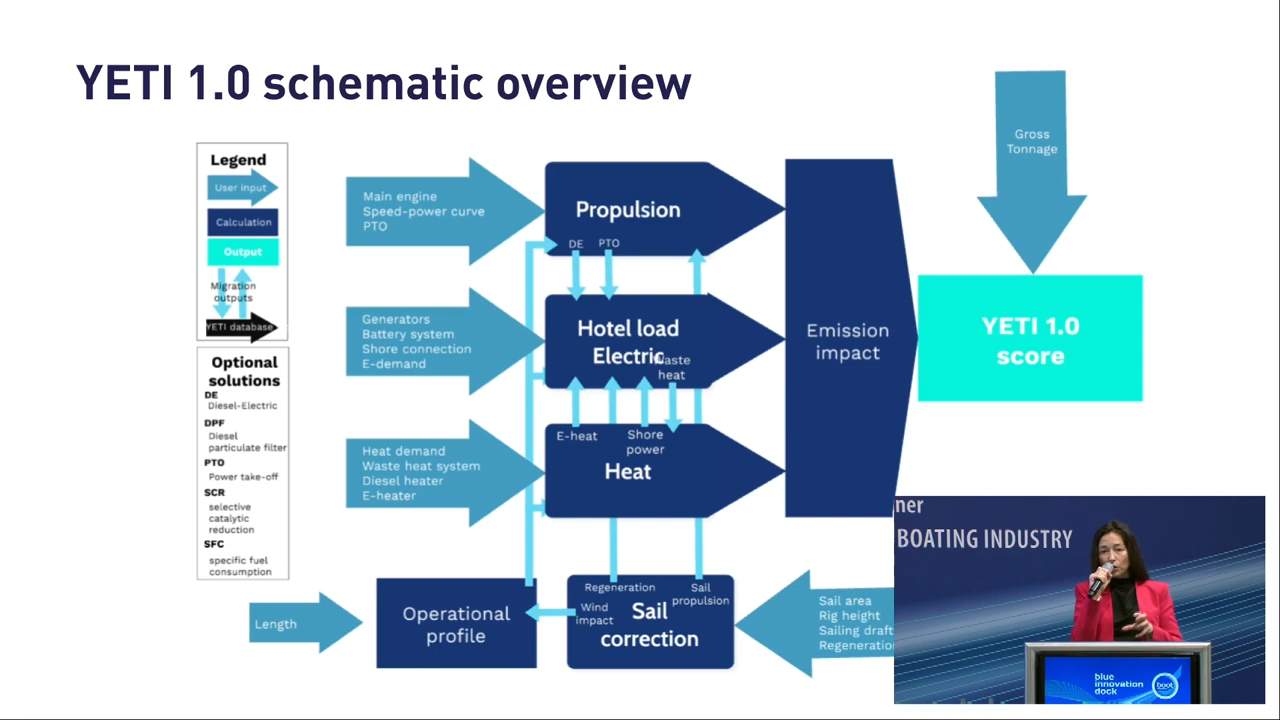 YETI 1.0 schematic overview
Legend
User input
Calculation
Output
Migration
outputs
YETI database
Optional
solutions
DE
Diesel-Electric
DPF
Diesel
particulate filter
PTO
Power take-off
SCR
selective
catalytic
reduction
SFC
specific fuel
consumption
Main engine
Speed-power curve
PTO
Generators
Battery system
Shore connection
E-demand
Heat demand
Waste heat system
Diesel heater
E-heater
Length
Propulsion
DE PTO
Hotel load
Electric
Waste
heat
E-heat
Shore
power
Heat
Operational
profile
Regeneration
Sail
propulsion
Wind
impact
Sail
correction
Sail area
Rig height
Sailing draft
Regeneration
Emission
impact
Gross
Tonnage
YETI 1.0
score
ner
BOATING INDUSTRY
blue
innovation
dock
boot